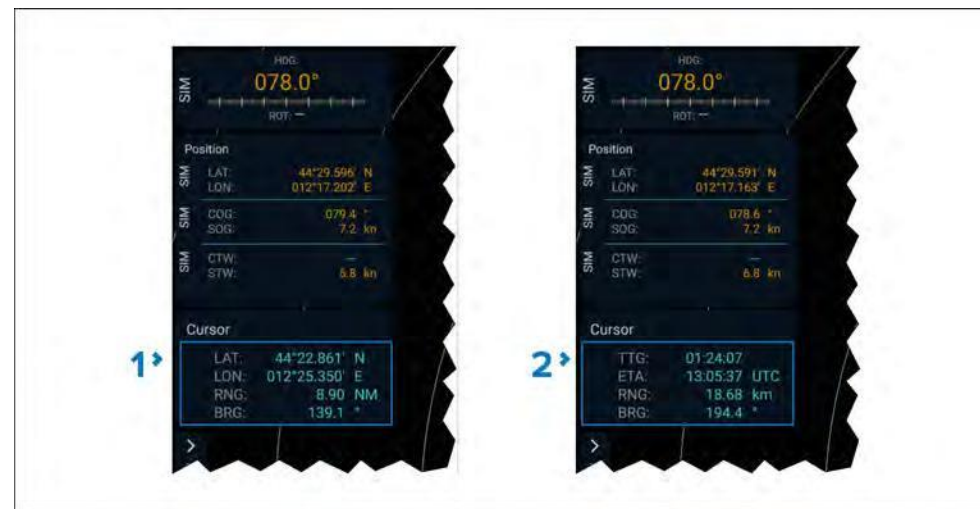 HDG:
SIM
078.0°
ROT: —
Position
SIM
LAT: 44°29.596' N
LON: 012°17.202' E
SIM
COG: 079.4 °
SOG: 7.2 kn
SIM
CTW: —
STW: 6.8 kn
Cursor
1
LAT: 44°22.861' N
LON: 012°25.350' E
RNG: 8.90 NM
BRG: 139.1 °
>
HDG:
SIM
078.0°
ROT: —
Position
SIM
LAT: 44°29.591' N
LON: 012°17.163' E
SIM
COG: 078.6 °
SOG: 7.2 kn
SIM
CTW: —
STW: 6.8 kn
Cursor
2
TTG: 01:24:07
ETA: 13:05:37 UTC
RNG: 18.68 km
BRG: 194.4 °
>